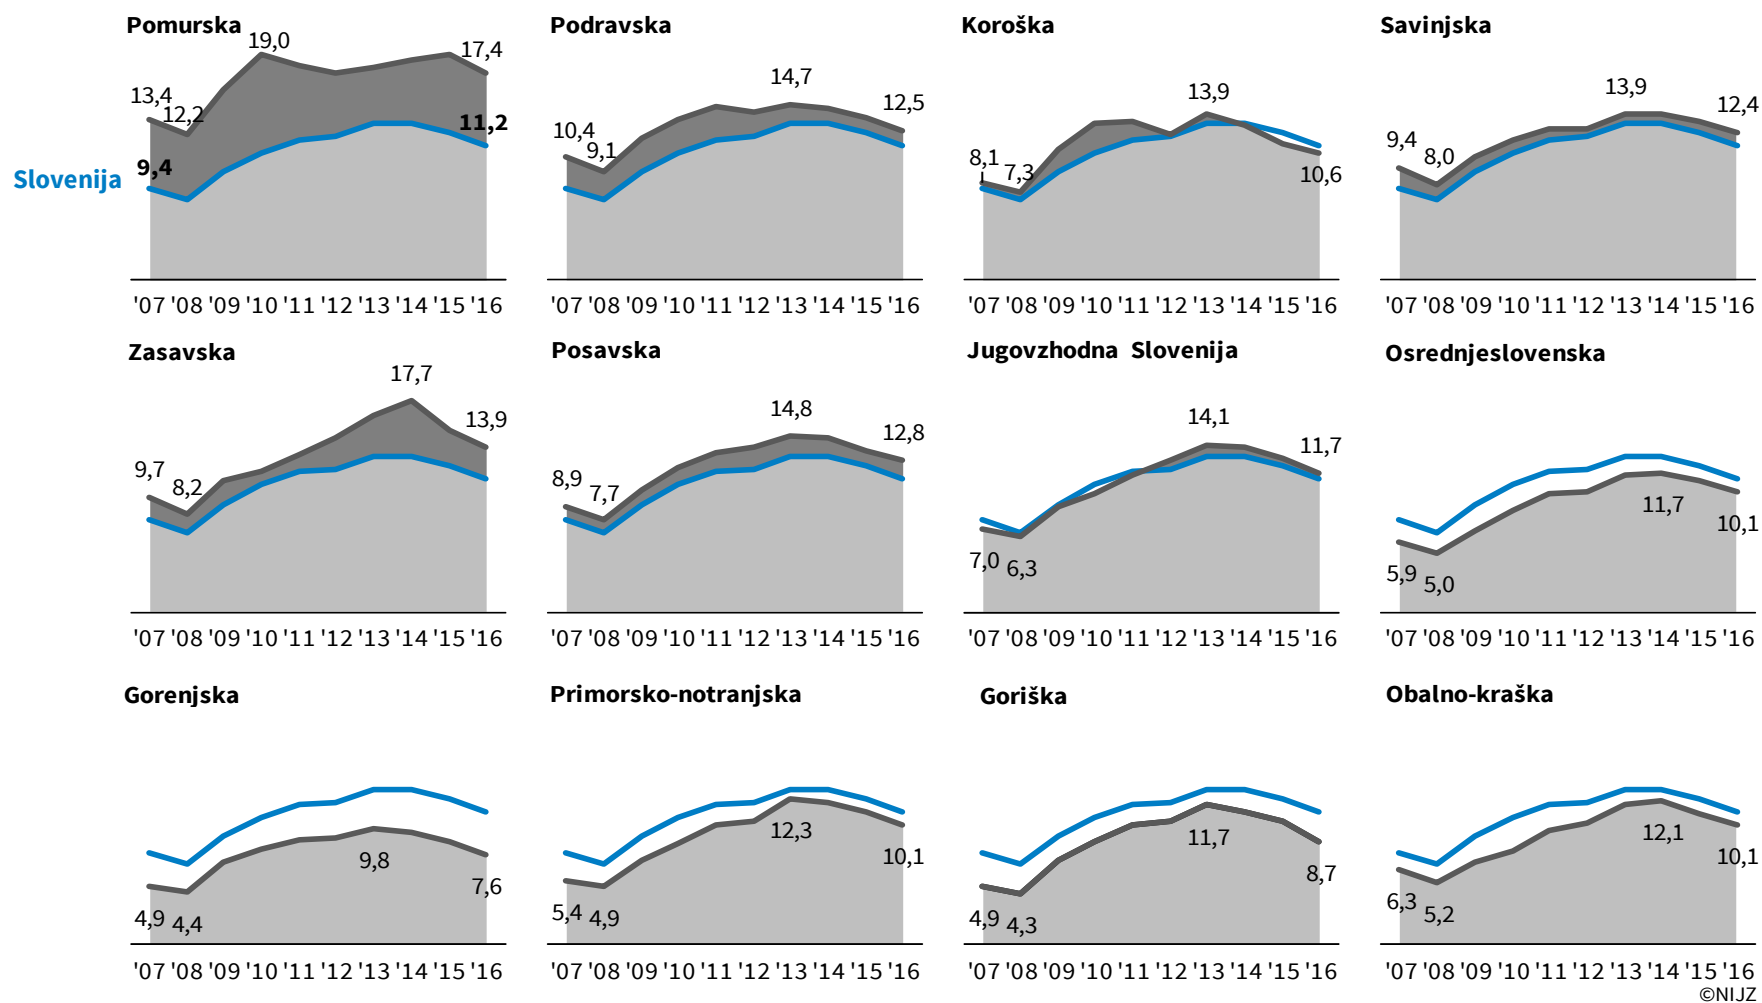 Pomurska
19,0
17,4
13,4
12,2
11,2
9,4
Slovenija
'07 '08 '09 '10 '11 '12 '13 '14 '15 '16
Podravska
14,7
12,5
10,4
9,1
'07 '08 '09 '10 '11 '12 '13 '14 '15 '16
Koroška
13,9
8,1
7,3
10,6
'07 '08 '09 '10 '11 '12 '13 '14 '15 '16
Savinjska
13,9
12,4
9,4
8,0
'07 '08 '09 '10 '11 '12 '13 '14 '15 '16
Zasavska
17,7
13,9
9,7
8,2
'07 '08 '09 '10 '11 '12 '13 '14 '15 '16
Posavska
14,8
12,8
8,9
7,7
'07 '08 '09 '10 '11 '12 '13 '14 '15 '16
Jugovzhodna Slovenija
14,1
11,7
7,0
6,3
'07 '08 '09 '10 '11 '12 '13 '14 '15 '16
Osrednjeslovenska
11,7
10,1
5,9
5,0
'07 '08 '09 '10 '11 '12 '13 '14 '15 '16
Gorenjska
9,8
7,6
4,9
4,4
'07 '08 '09 '10 '11 '12 '13 '14 '15 '16
Primorsko-notranjska
12,3
10,1
5,4
4,9
'07 '08 '09 '10 '11 '12 '13 '14 '15 '16
Goriška
11,7
8,7
4,9
4,3
'07 '08 '09 '10 '11 '12 '13 '14 '15 '16
Obalno-kraška
12,1
10,1
6,3
5,2
'07 '08 '09 '10 '11 '12 '13 '14 '15 '16
©NIJZ